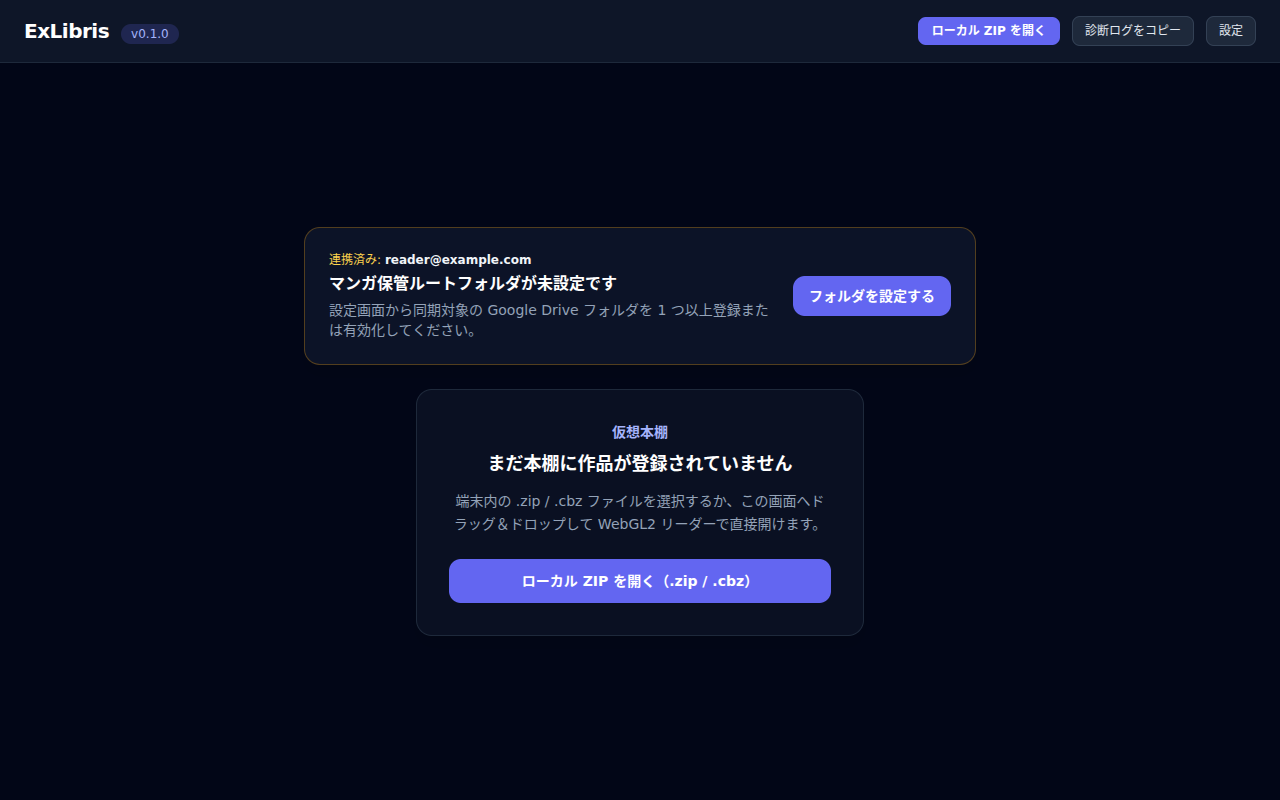 ExLibris v0.1.0
ローカル ZIP を開く 診断ログをコピー 設定
連携済み: reader@example.com
マンガ保管ルートフォルダが未設定です
設定画面から同期対象の Google Drive フォルダを 1 つ以上登録また
は有効化してください。
フォルダを設定する
仮想本棚
まだ本棚に作品が登録されていません
端末内の .zip / .cbz ファイルを選択するか、この画面へド
ラッグ＆ドロップして WebGL2 リーダーで直接開けます。
ローカル ZIP を開く（.zip / .cbz）